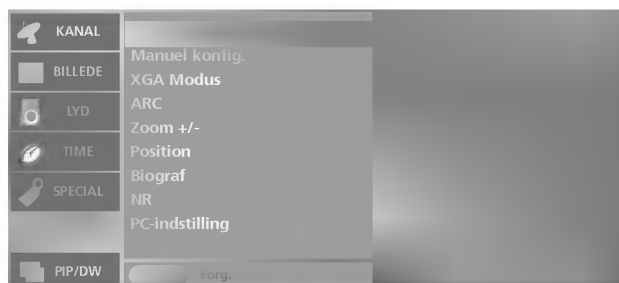 KANAL
BILLEDE
LYD
TIME
SPECIAL
PIP/DW
Manuel konfig.
XGA Modus
ARC
Zoom +/-
Position
Biograf
NR
PC-indstilling
Forg.